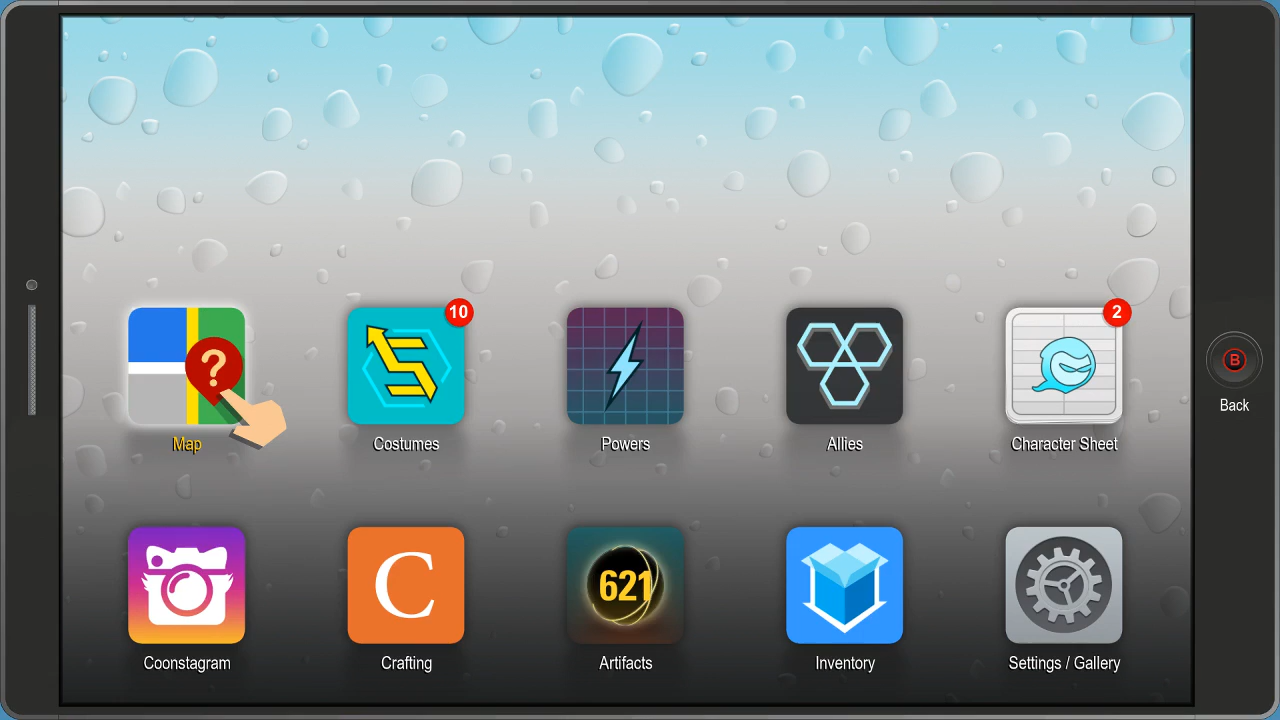 10
2
?
Map
Costumes
Powers
Allies
Character Sheet
B
Back
C
621
Coonstagram
Crafting
Artifacts
Inventory
Settings / Gallery